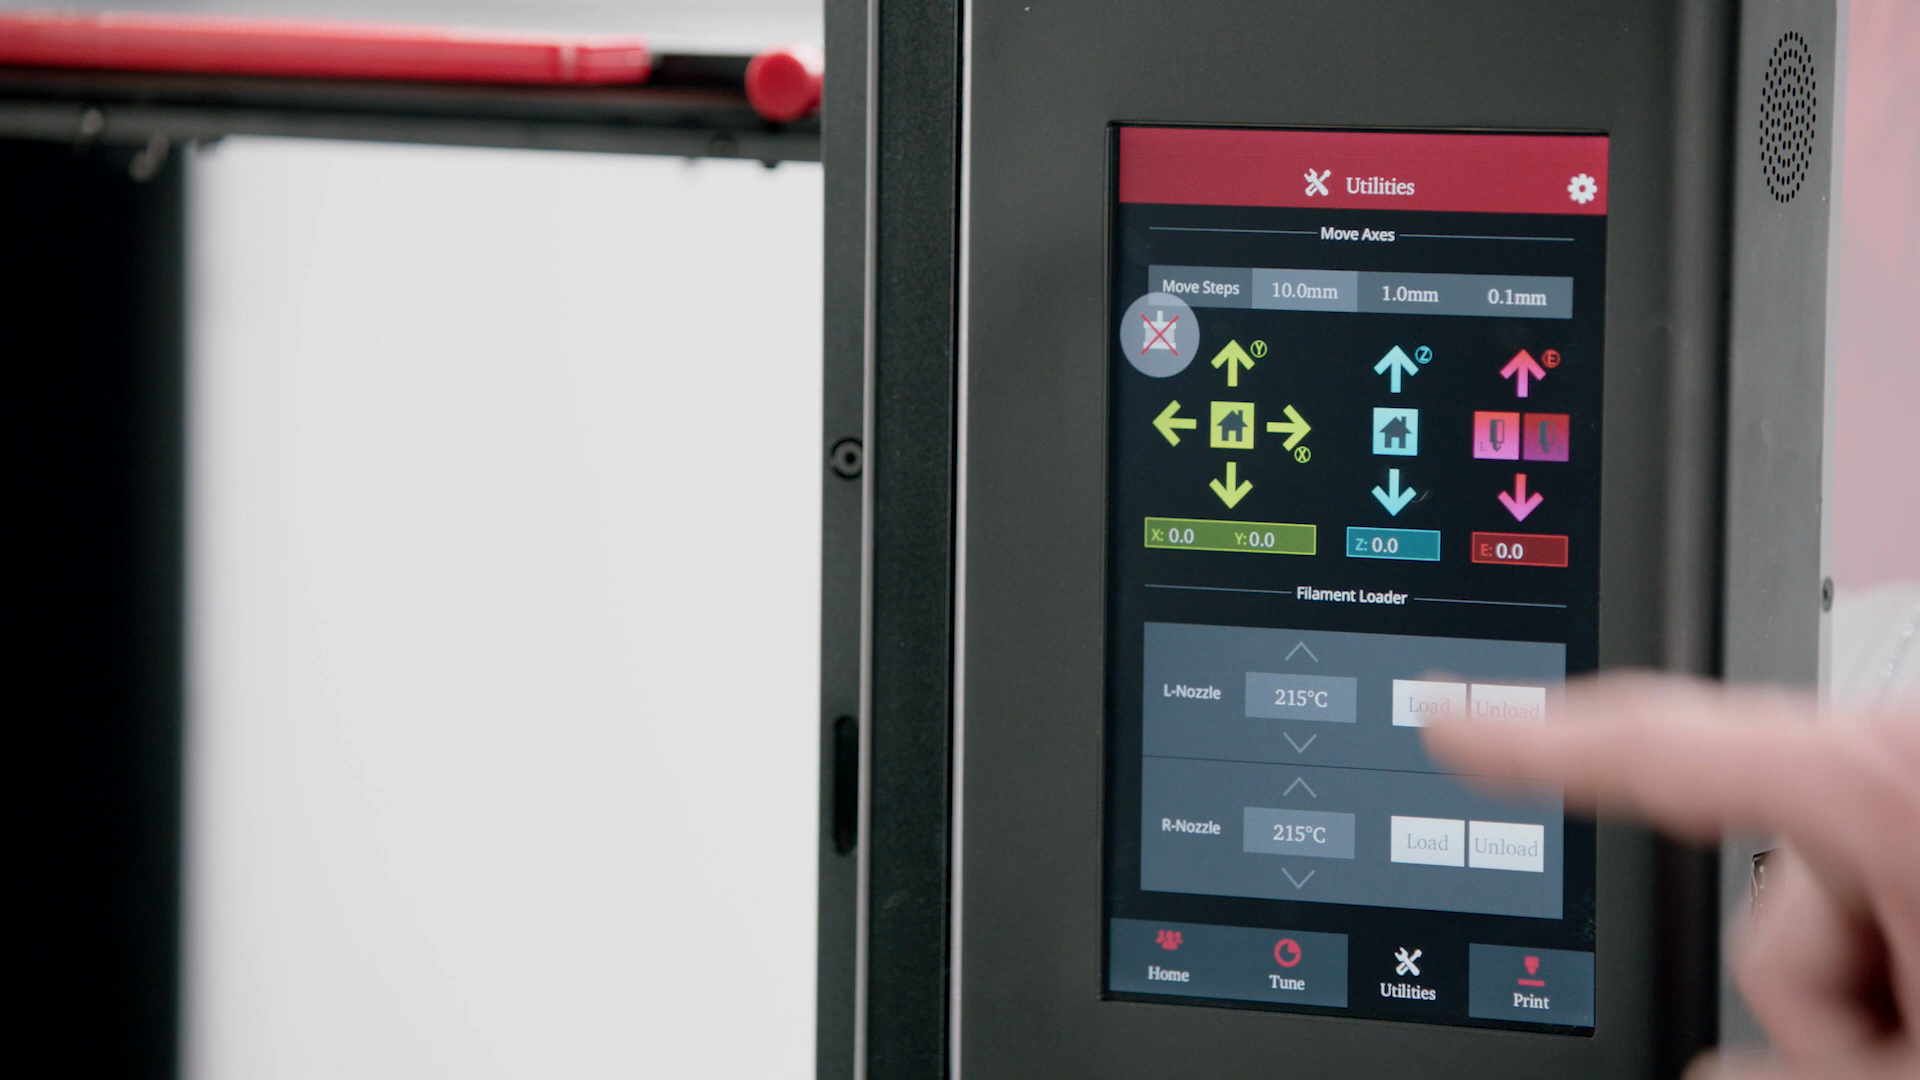 Utilities
Move Axes
Move Steps 10.0mm 1.0mm 0.1mm
Y Z E
X
L
X: 0.0 Y: 0.0 Z: 0.0 E: 0.0
Filament Loader
L-Nozzle 215°C Load Unload
R-Nozzle 215°C Load Unload
Home Tune Utilities Print